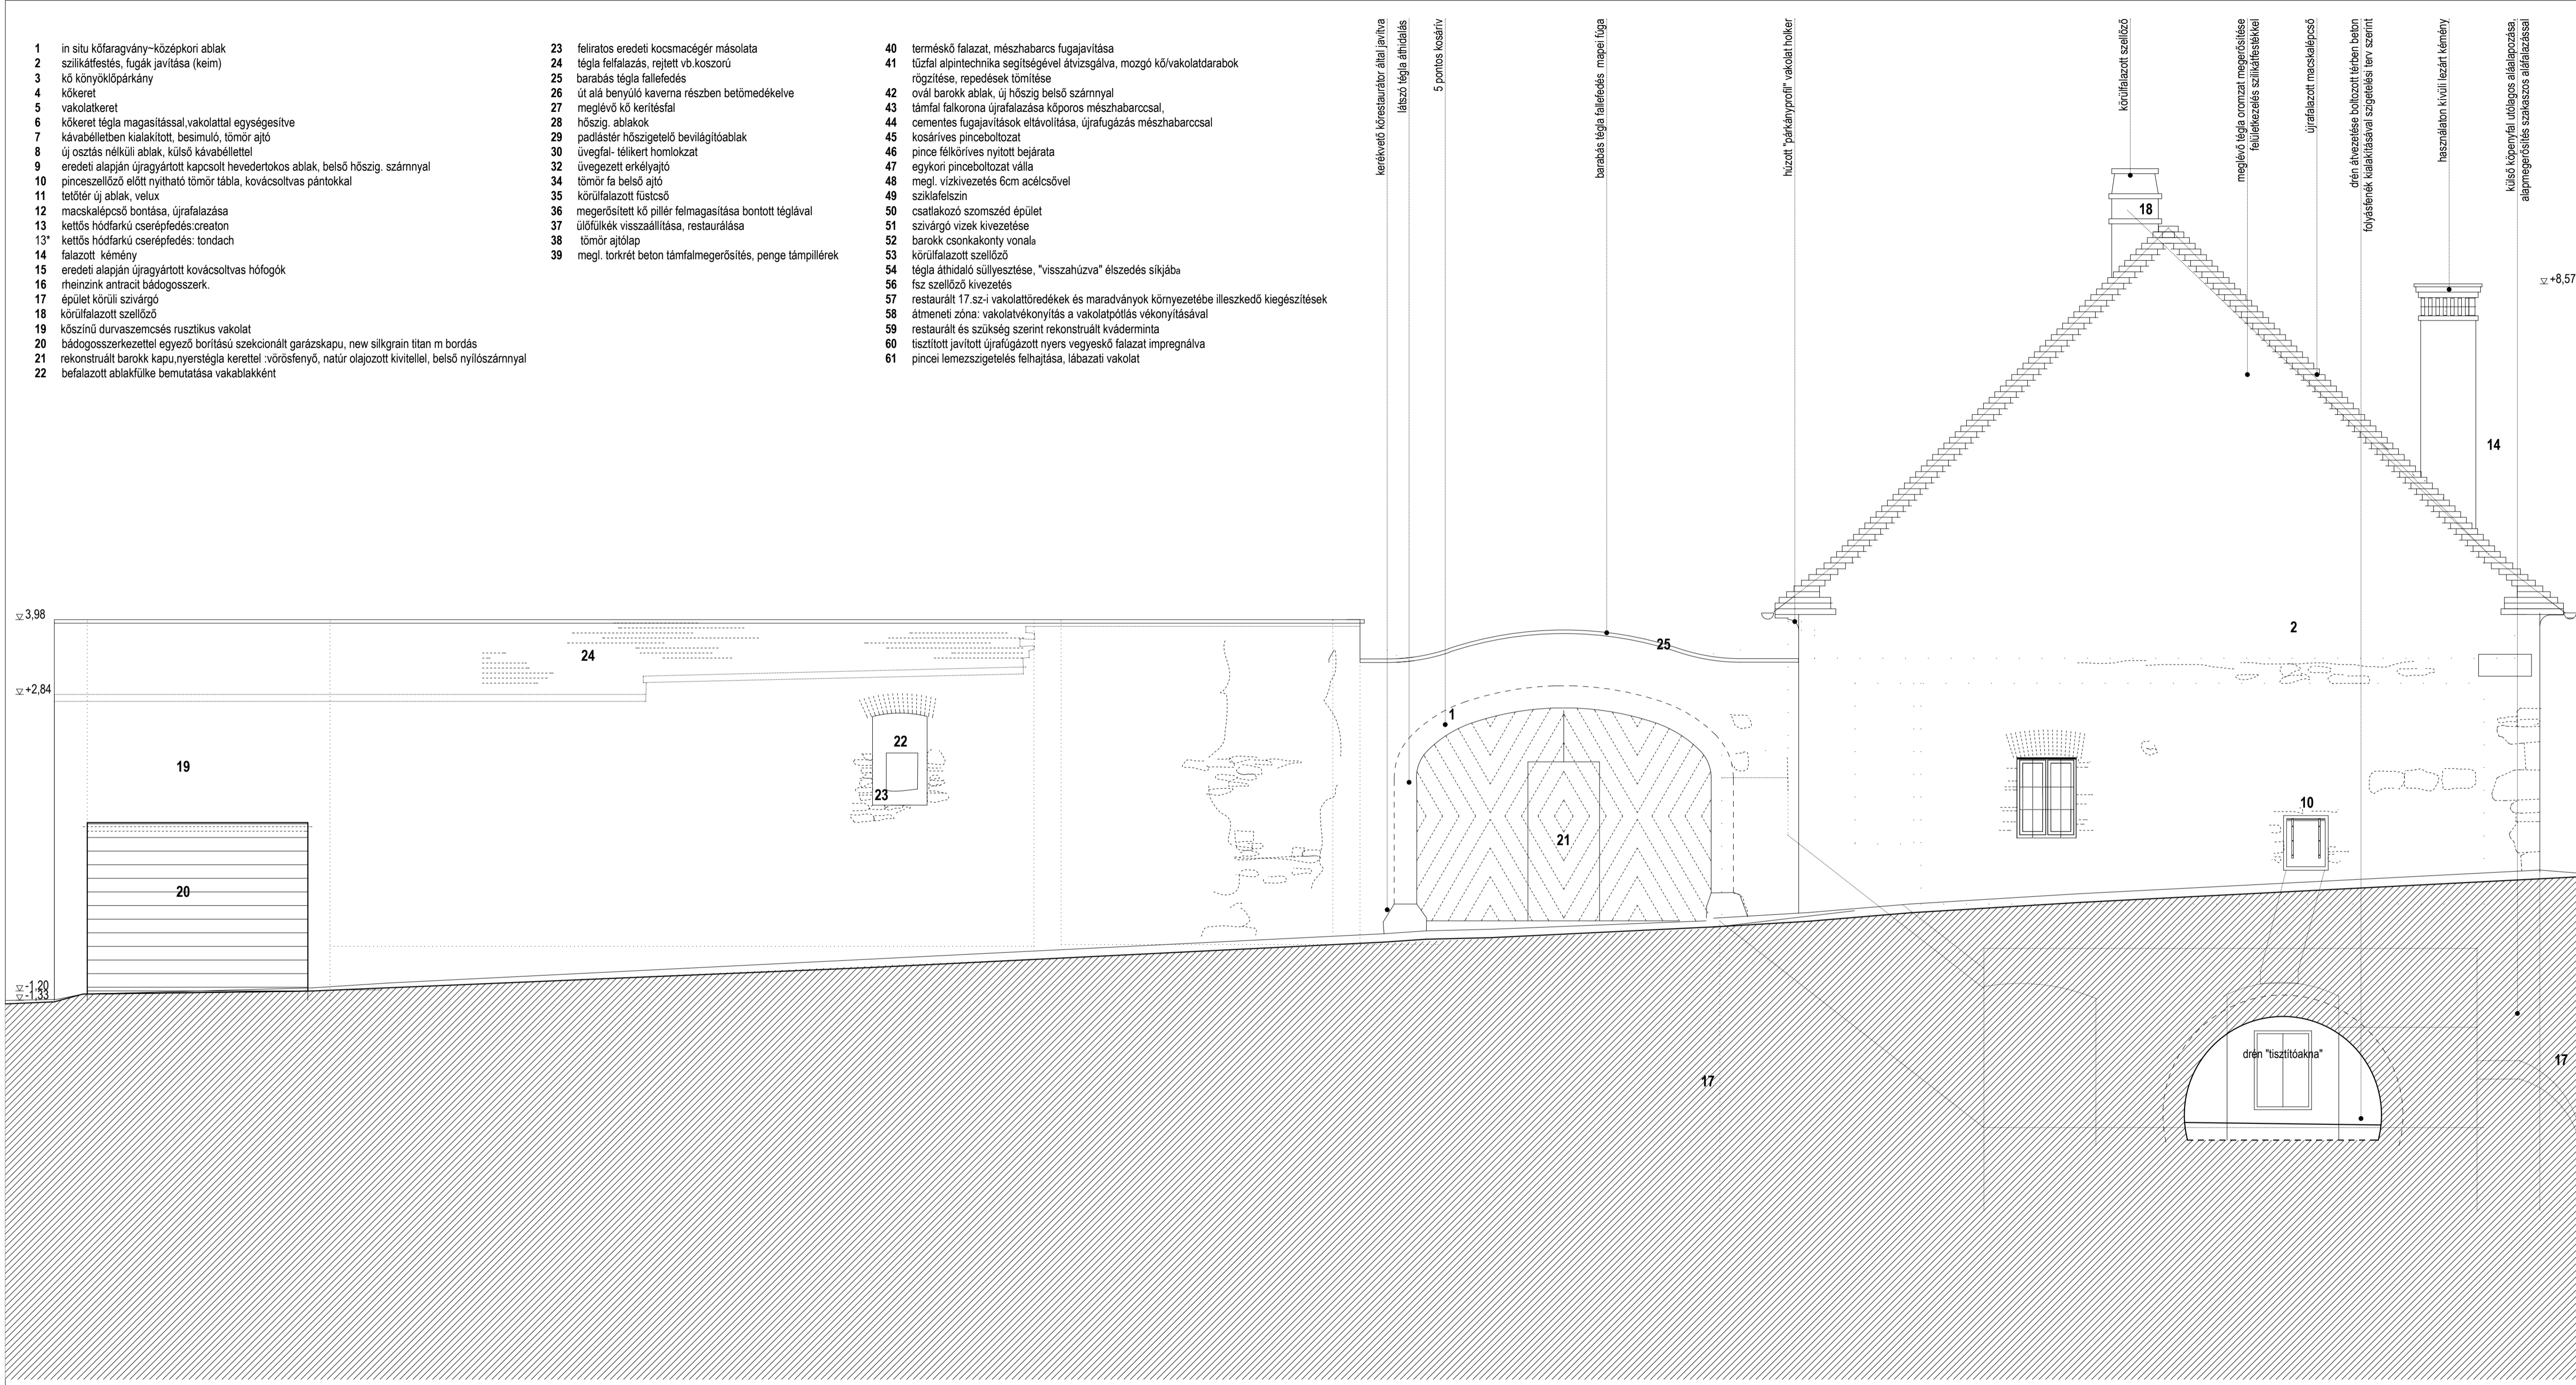 1 in situ kőfaragvány~középkori ablak
2 szilikátfestés, fugák javítása (keim)
3 kő könyöklőpárkány
4 kőkeret
5 vakolatkeret
6 kőkeret tégla magasítással,vakolattal egységesítve
7 kávabélletben kialakított, besimuló, tömör ajtó
8 új osztás nélküli ablak, külső kávabéllettel
9 eredeti alapján újragyártott kapcsolt hevedertokos ablak, belső hőszig. szárnnyal
10 pinceszellőző előtt nyitható tömör tábla, kovácsoltvas pántokkal
11 tetőtér új ablak, velux
12 macskalépcső bontása, újrafalazása
13 kettős hódfarkú cserépfedés:creaton
13* kettős hódfarkú cserépfedés: tondach
14 falazott kémény
15 eredeti alapján újragyártott kovácsoltvas hófogók
16 rheinzink antracit bádogosszerk.
17 épület körüli szivárgó
18 körülfalazott szellőző
19 kőszínű durvaszemcsés rusztikus vakolat
20 bádogosszerkezettel egyező borítású szekcionált garázskapu, new silkgrain titan m bordás
21 rekonstruált barokk kapu,nyerstégla kerettel :vörösfenyő, natúr olajozott kivitellel, belső nyílószárnnyal
22 befalazott ablakfülke bemutatása vakablakként
23 feliratos eredeti kocsmacégér másolata
24 tégla felfalazás, rejtett vb.koszorú
25 barabás tégla fallefedés
26 út alá benyúló kaverna részben betömedékelve
27 meglévő kő kerítésfal
28 hőszig. ablakok
29 padlástér hőszigetelő bevilágítóablak
30 üvegfal- télikert homlokzat
32 üvegezett erkélyajtó
34 tömör fa belső ajtó
35 körülfalazott füstcső
36 megerősített kő pillér felmagasítása bontott téglával
37 ülőfülkék visszaállítása, restaurálása
38 tömör ajtólap
39 megl. torkrét beton támfalmegerősítés, penge támpillérek
40 terméskő falazat, mészhabarcs fugajavítása
41 tűzfal alpintechnika segítségével átvizsgálva, mozgó kő/vakolatdarabok
rögzítése, repedések tömítése
42 ovál barokk ablak, új hőszig belső szárnnyal
43 támfal falkorona újrafalazása kőporos mészhabarccsal,
44 cementes fugajavítások eltávolítása, újrafugázás mészhabarccsal
45 kosáríves pinceboltozat
46 pince félköríves nyitott bejárata
47 egykori pinceboltozat válla
48 megl. vízkivezetés 6cm acélcsővel
49 sziklafelszin
50 csatlakozó szomszéd épület
51 szivárgó vizek kivezetése
52 barokk csonkakonty vonala
53 körülfalazott szellőző
54 tégla áthidaló süllyesztése, "visszahúzva" élszedés síkjába
56 fsz szellőző kivezetés
57 restaurált 17.sz-i vakolattöredékek és maradványok környezetébe illeszkedő kiegészítések
58 átmeneti zóna: vakolatvékonyítás a vakolatpótlás vékonyításával
59 restaurált és szükség szerint rekonstruált kváderminta
60 tisztított javított újrafúgázott nyers vegyeskő falazat impregnálva
61 pincei lemezszigetelés felhajtása, lábazati vakolat
kerékvető kőrestaurátor által javítva
látszó tégla áthidalás
5 pontos kosárív
barabás tégla fallefedés mapei fúga
húzott "párkányprofil" vakolat holker
körülfalazott szellőző
meglévő tégla oromzat megerősítése
felületkezelés szilikátfestékkel
újrafalazott macskalépcső
drén átvezetése boltozott térben beton
folyásfenék kialakításával szigetelési terv szerint
használaton kívüli lezárt kémény
külső köpenyfal utólagos aláalapozása,
alapmegerősítés szakaszos aláfalazással
18
+8,57
14
3,98
24
25
2
+2,84
1
22
19
23
10
21
20
-1,20
-1,33
drén "tisztítóakna"
17
17